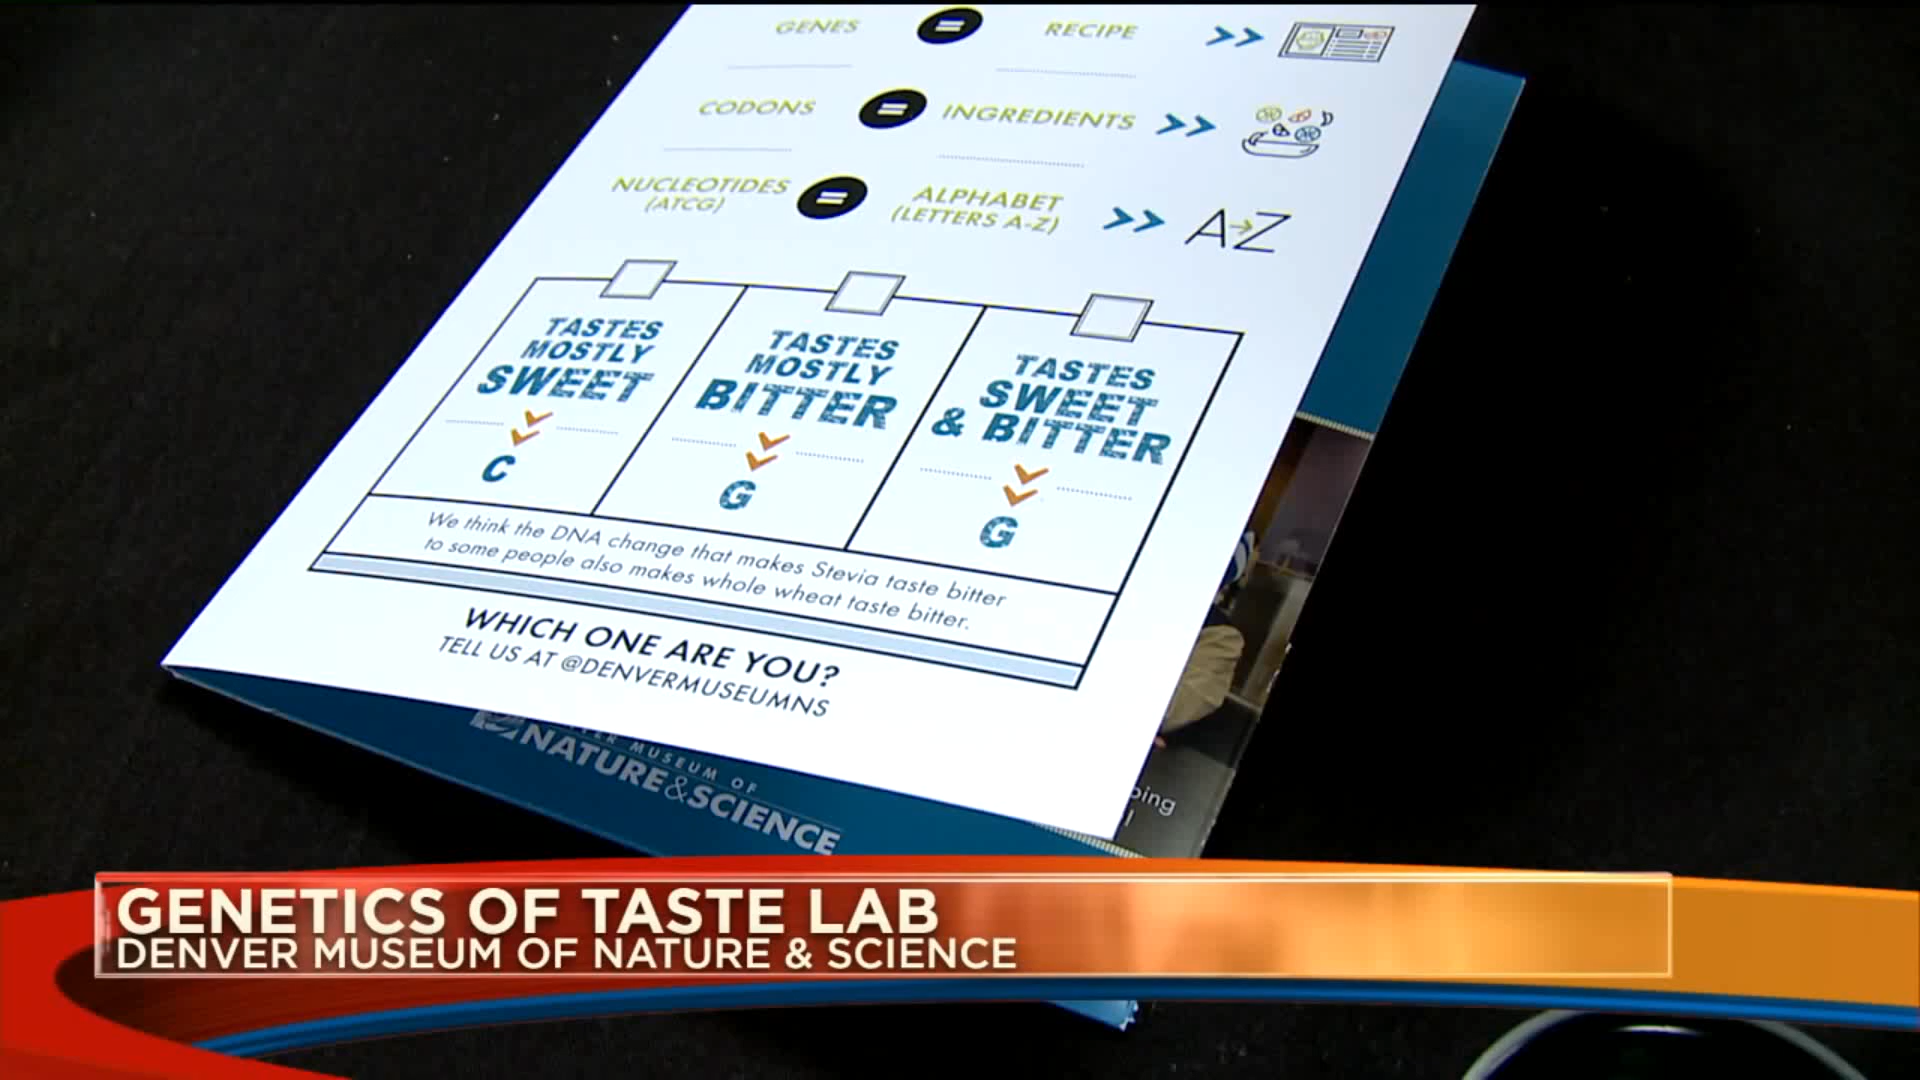 GENES = RECIPE >>
CODONS = INGREDIENTS >>
NUCLEOTIDES (ATCG) = ALPHABET (LETTERS A-Z) >> A→Z
TASTES
MOSTLY
SWEET
C
TASTES
MOSTLY
BITTER
G
TASTES
SWEET
& BITTER
G
We think the DNA change that makes Stevia taste bitter
to some people also makes whole wheat taste bitter.
WHICH ONE ARE YOU?
TELL US AT @DENVERMUSEUMNS
MUSEUM OF
NATURE&SCIENCE
GENETICS OF TASTE LAB
DENVER MUSEUM OF NATURE & SCIENCE